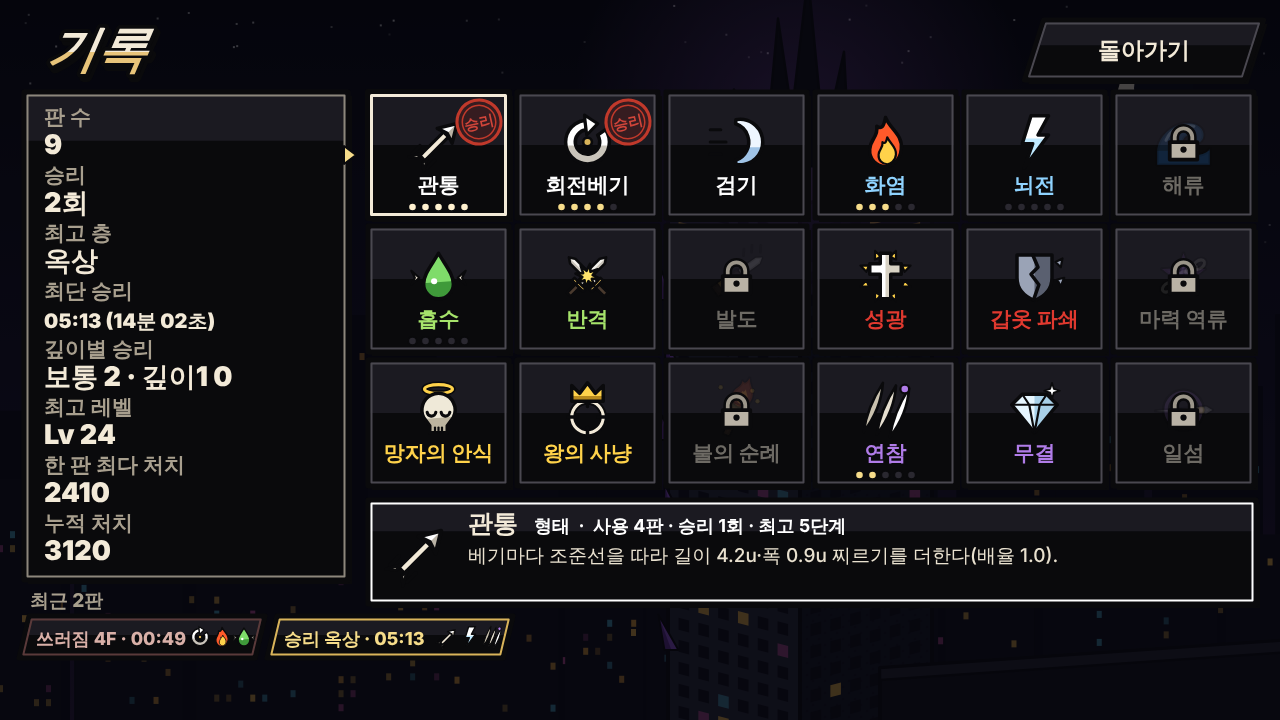 기록
돌아가기
판 수
9
승리
2회
최고 층
옥상
최단 승리
05:13 (14분 02초)
깊이별 승리
보통 2 · 깊이1 0
최고 레벨
Lv 24
한 판 최다 처치
2410
누적 처치
3120
최근 2판
쓰러짐 4F · 00:49
승리 옥상 · 05:13
승리
관통
승리
회전베기
검기
화염
뇌전
해류
흡수
반격
발도
성광
갑옷 파쇄
마력 역류
망자의 안식
왕의 사냥
불의 순례
연참
무결
일섬
관통 형태 · 사용 4판 · 승리 1회 · 최고 5단계
베기마다 조준선을 따라 길이 4.2u·폭 0.9u 찌르기를 더한다(배율 1.0).